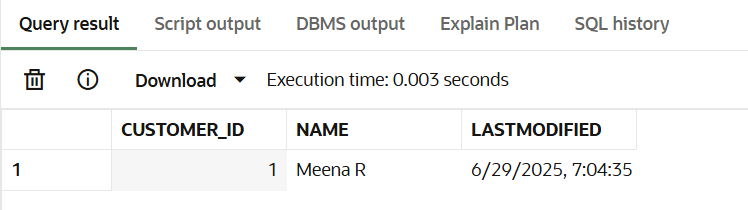 Query result Script output DBMS output Explain Plan SQL history
Download Execution time: 0.003 seconds
CUSTOMER_ID NAME LASTMODIFIED
1 1 Meena R 6/29/2025, 7:04:35